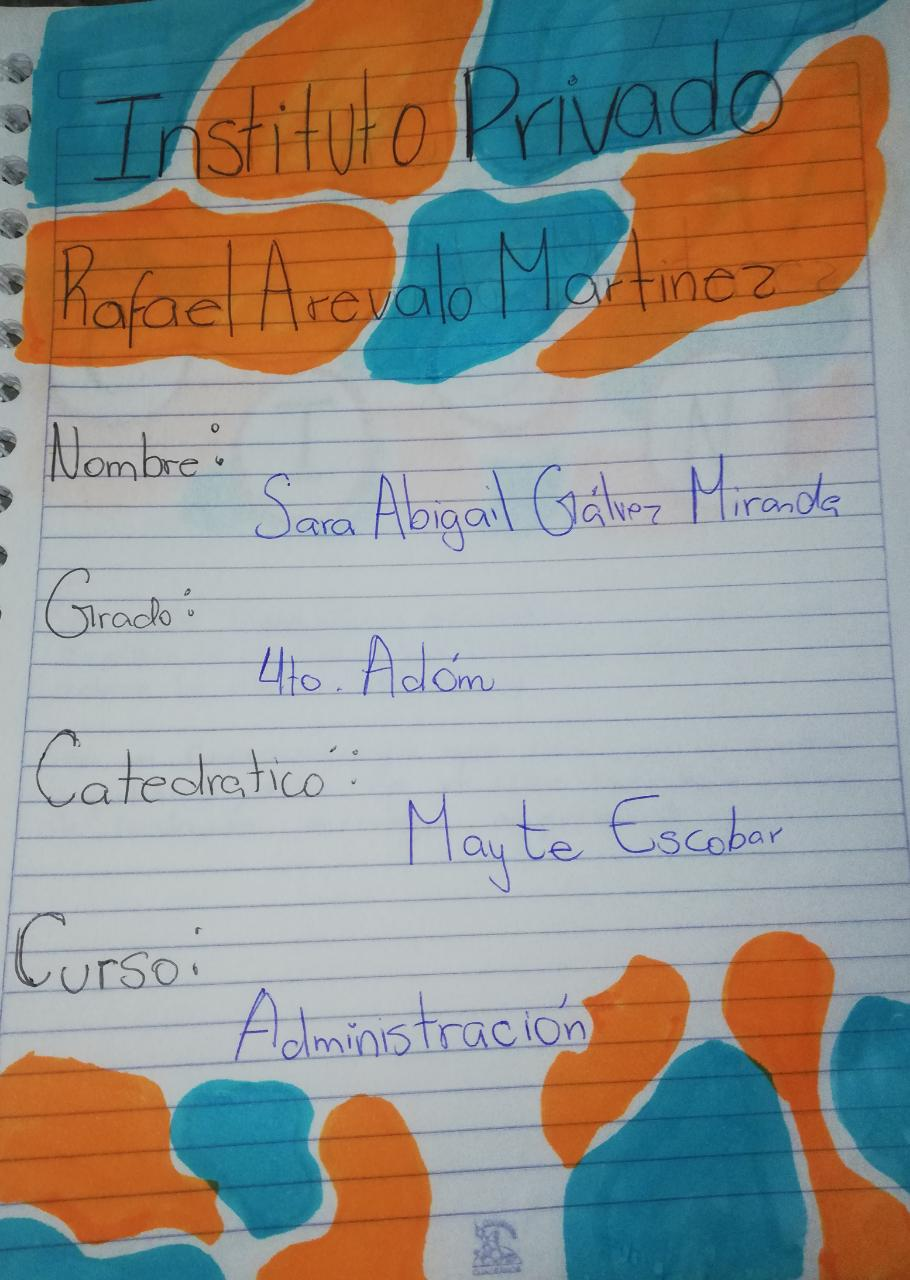 Instituto Privado
Rafael Arevalo Martinez
Nombre:
Sara Abigail Gálvez Miranda
Grado:
4to. Adóm
Catedratico:
Mayte Escobar
Curso:
Administración